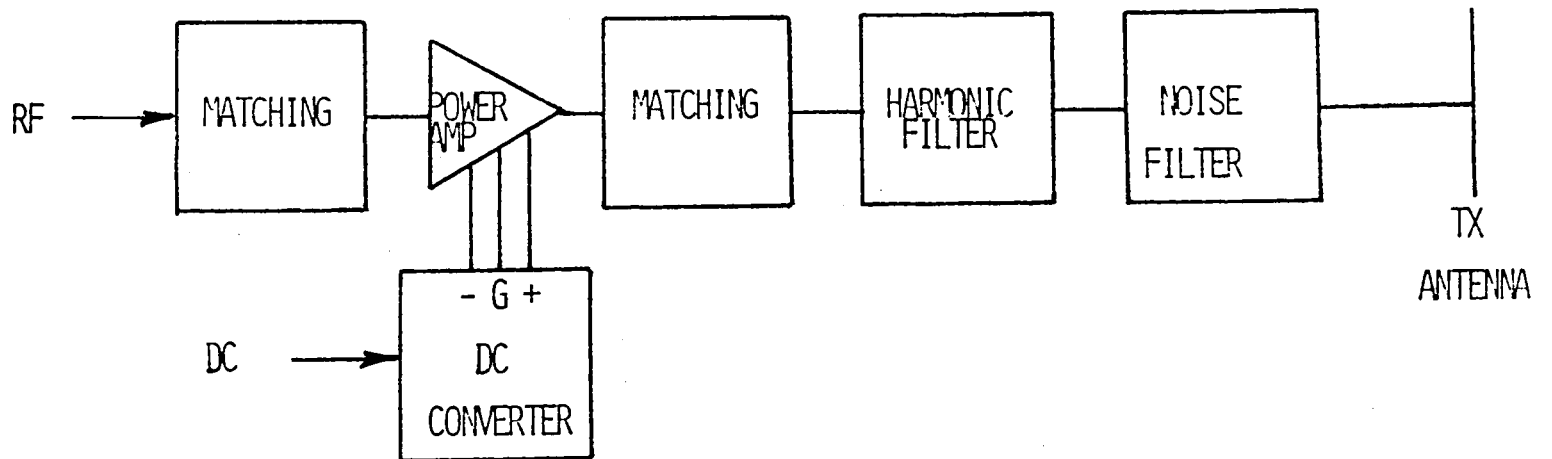 RF
MATCHING
POWER
AMP
MATCHING
HARMONIC
FILTER
NOISE
FILTER
TX
ANTENNA
- G +
DC
DC
CONVERTER